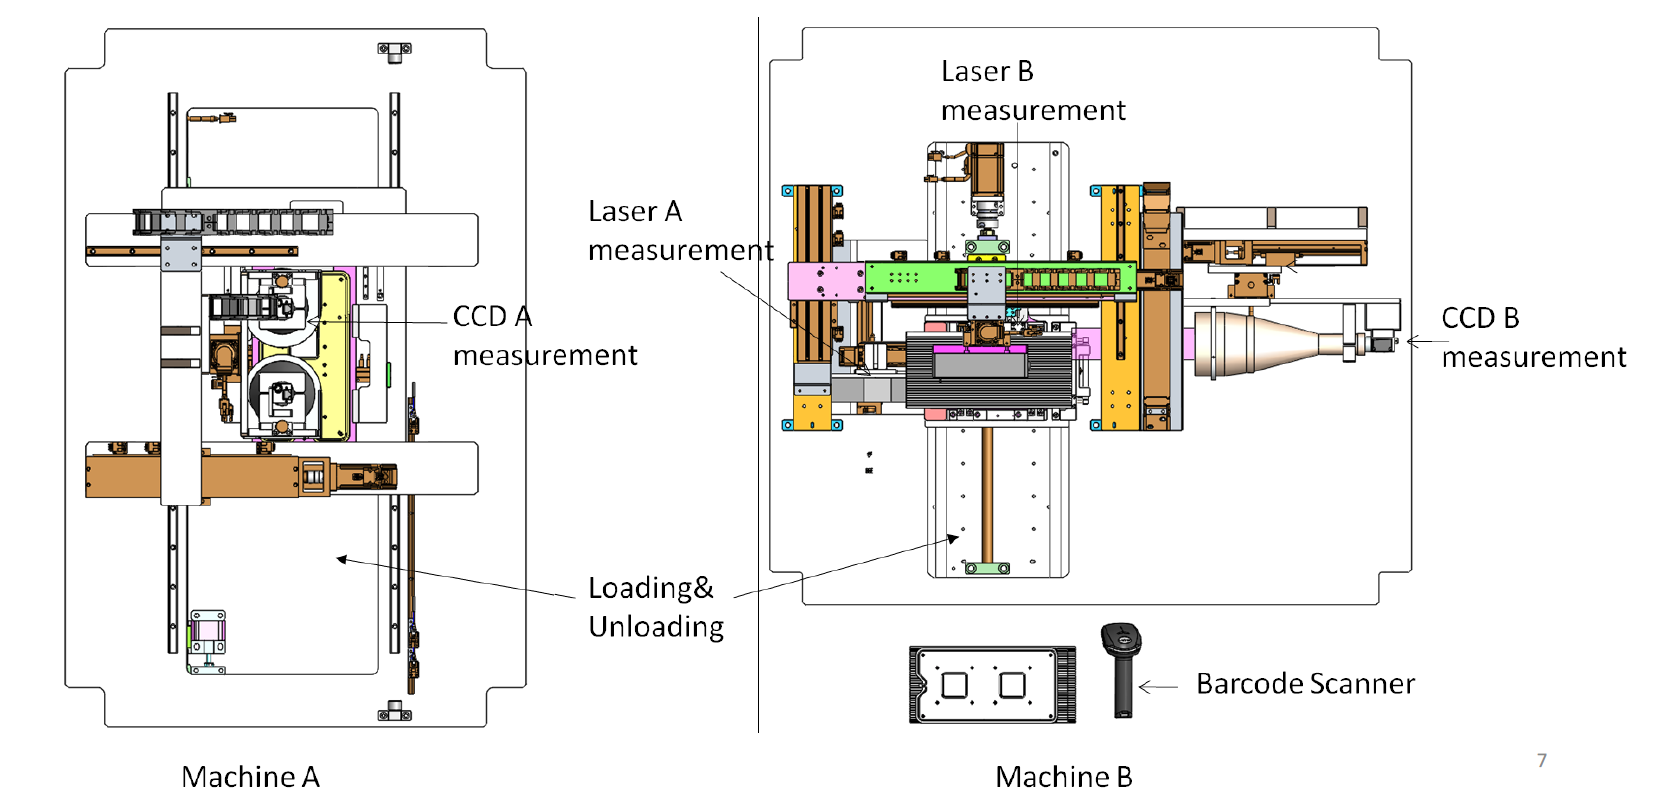 Laser B
measurement
Laser A
measurement
CCD A
measurement
CCD B
measurement
Loading&
Unloading
Barcode Scanner
Machine A
Machine B
7